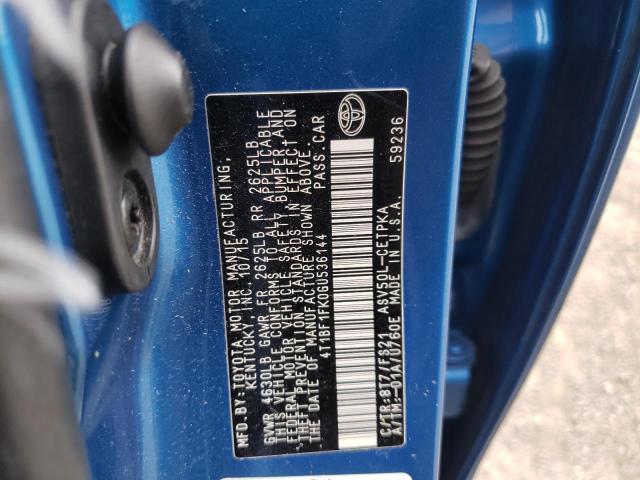 MFD.BY:TOYOTA MOTOR MANUFACTURING,
KENTUCKY, INC. 10/15
GVWR 4630LB GAWR FR 2625LB RR 2625LB
THIS VEHICLE CONFORMS TO ALL APPLICABLE
FEDERAL MOTOR VEHICLE SAFETY, BUMPER AND
THEFT PREVENTION STANDARDS IN EFFECT ON
THE DATE OF MANUFACTURE SHOWN ABOVE.
4T1BF1FK0GU536144 PASS.CAR
C/TR:8T7/FS21 ASV50L-CETPKA
A/TM:-01A/U760E MADE IN U.S.A.
59236